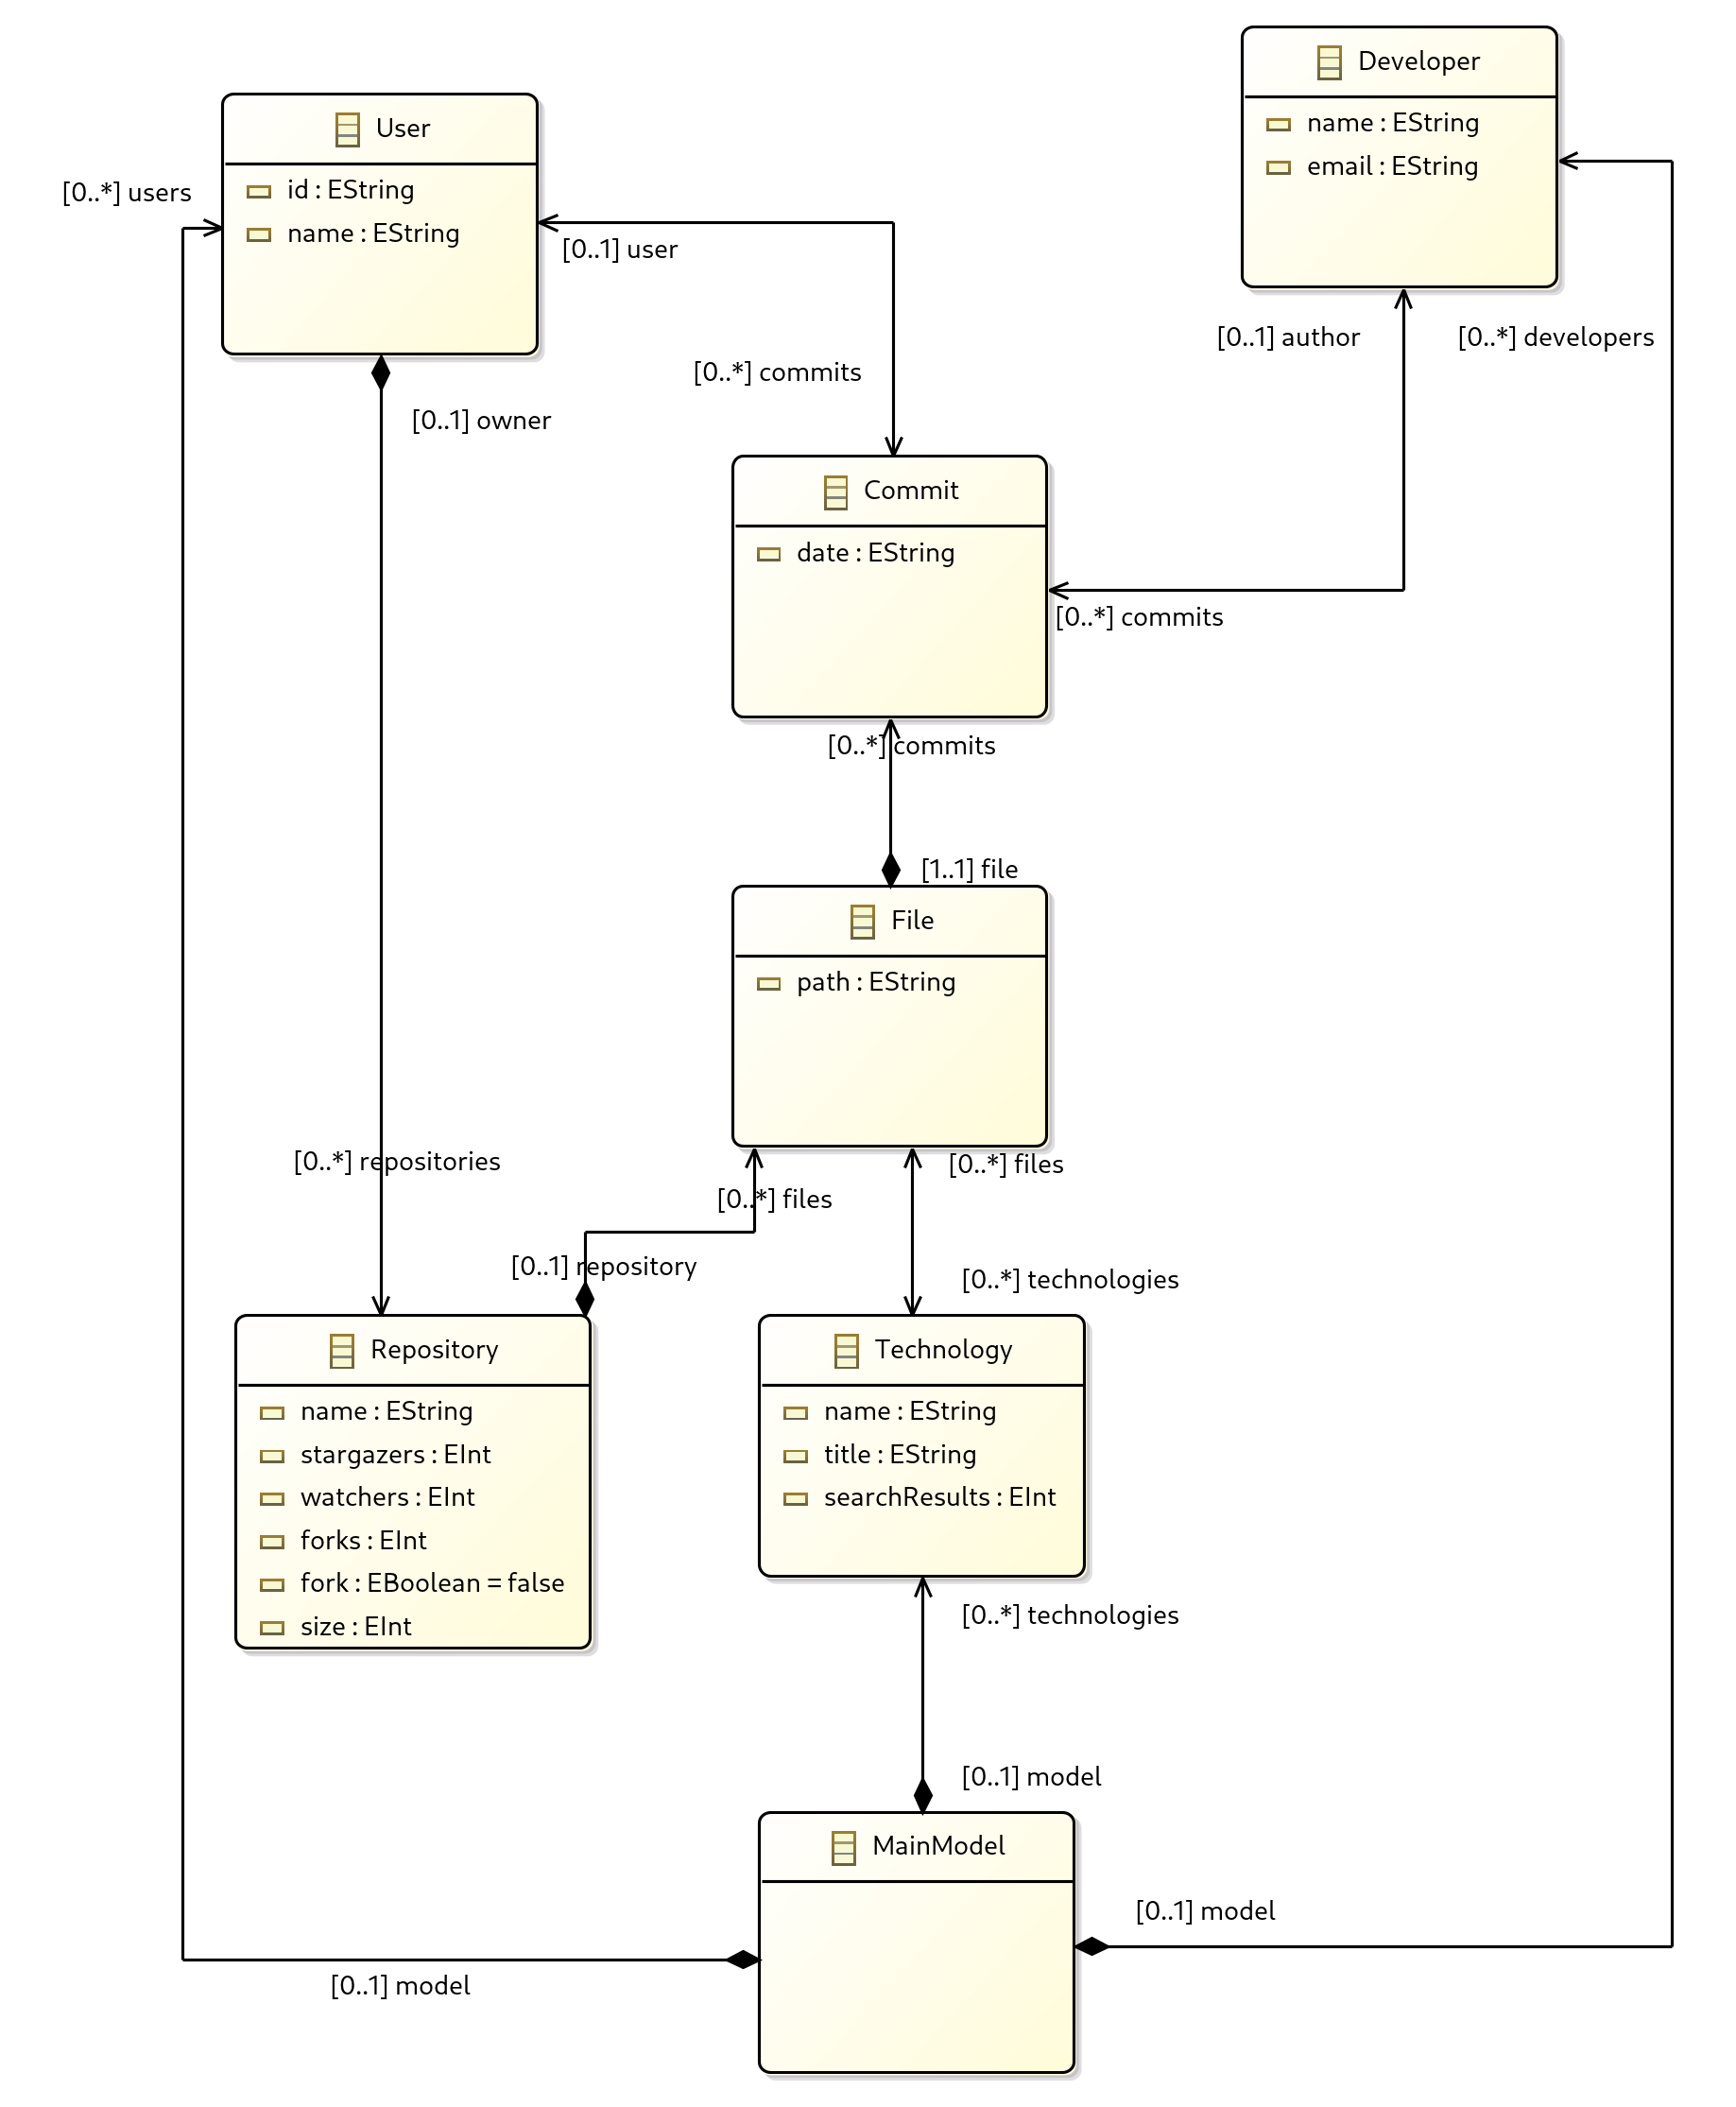 Developer
name : EString
email : EString
User
id : EString
name : EString
[0..*] users
[0..1] user
[0..1] author
[0..*] developers
[0..*] commits
[0..1] owner
Commit
date : EString
[0..*] commits
[0..*] commits
[1..1] file
File
path : EString
[0..*] repositories
[0..*] files
[0..*] files
[0..1] repository
[0..*] technologies
Repository
name : EString
stargazers : EInt
watchers : EInt
forks : EInt
fork : EBoolean = false
size : EInt
Technology
name : EString
title : EString
searchResults : EInt
[0..*] technologies
[0..1] model
MainModel
[0..1] model
[0..1] model